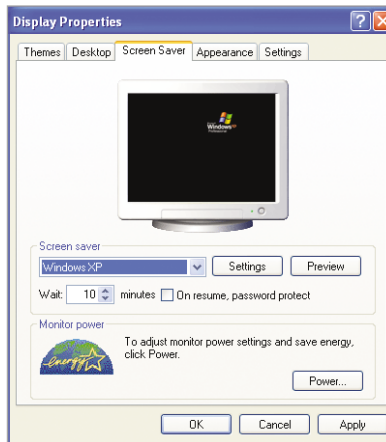 Display Properties
Themes Desktop Screen Saver Appearance Settings
Windows xp
Screen saver
Windows XP Settings Preview
Wait: 10 minutes On resume, password protect
Monitor power
To adjust monitor power settings and save energy,
click Power.
energy
Power...
OK Cancel Apply